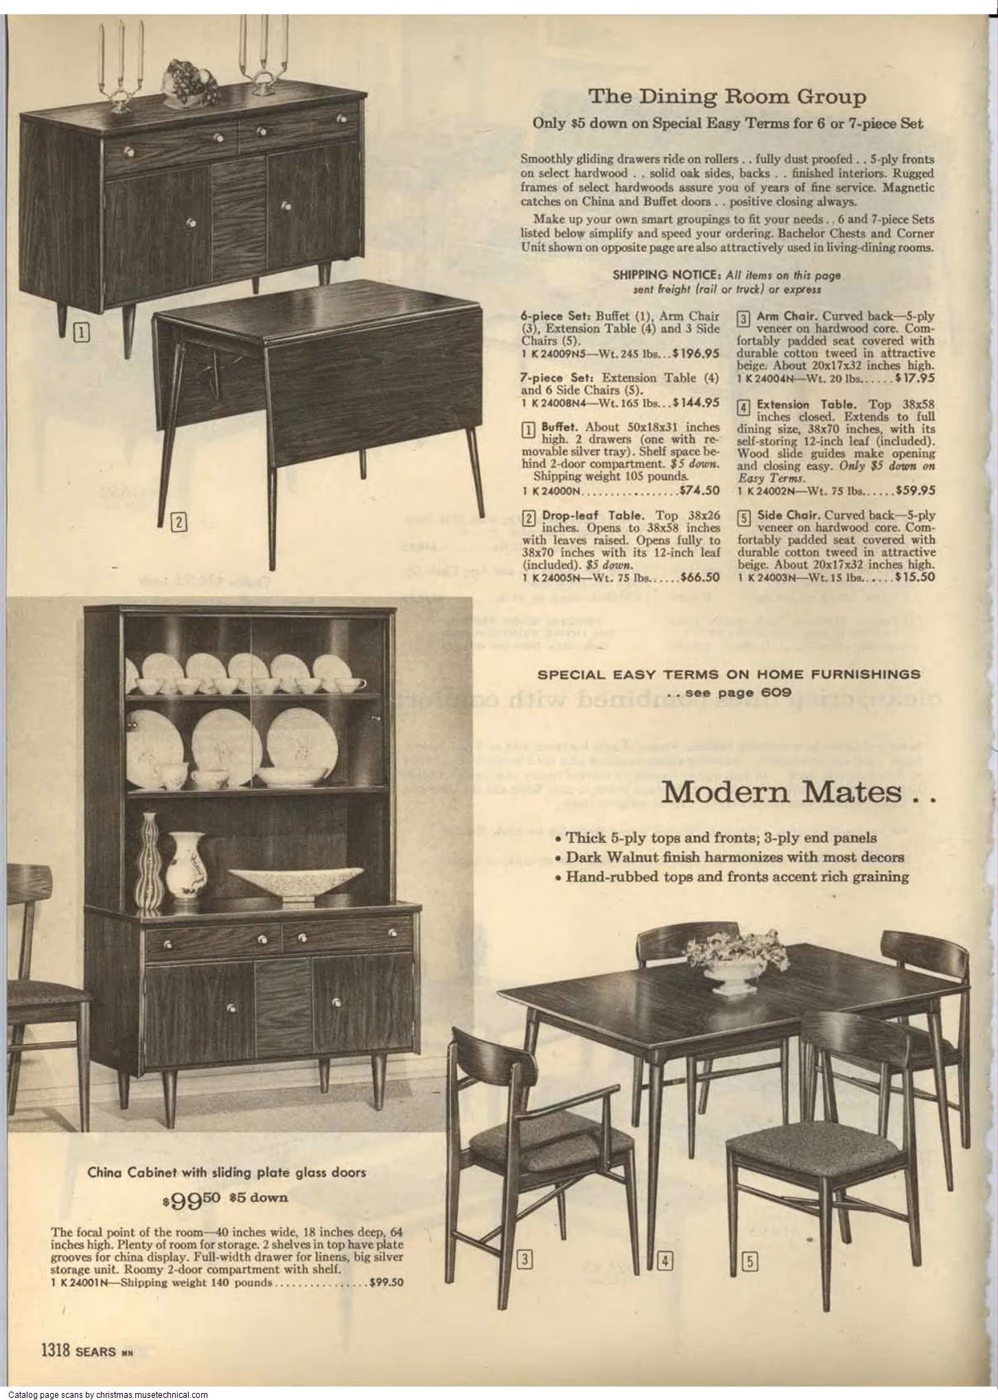 The Dining Room Group
Only $5 down on Special Easy Terms for 6 or 7-piece Set
Smoothly gliding drawers ride on rollers . . fully dust proofed . . 5-ply fronts
on select hardwood . . solid oak sides, backs . . finished interiors. Rugged
frames of select hardwoods assure you of years of fine service. Magnetic
catches on China and Buffet doors . . positive closing always.
Make up your own smart groupings to fit your needs . . 6 and 7-piece Sets
listed below simplify and speed your ordering. Bachelor Chests and Corner
Unit shown on opposite page are also attractively used in living-dining rooms.
SHIPPING NOTICE: All items on this page
sent freight (rail or truck) or express
6-piece Set: Buffet (1), Arm Chair
(3), Extension Table (4) and 3 Side
Chairs (5).
1 K 24009N5—Wt. 245 lbs...$196.95
7-piece Set: Extension Table (4)
and 6 Side Chairs (5).
1 K 24008N4—Wt. 165 lbs...$144.95
1 Buffet. About 50x18x31 inches
high. 2 drawers (one with re-
movable silver tray). Shelf space be-
hind 2-door compartment. $5 down.
Shipping weight 105 pounds.
1 K 24000N.................$74.50
2 Drop-leaf Table. Top 38x26
inches. Opens to 38x58 inches
with leaves raised. Opens fully to
38x70 inches with its 12-inch leaf
(included). $5 down.
1 K 24005N—Wt. 75 lbs......$66.50
3 Arm Chair. Curved back—5-ply
veneer on hardwood core. Com-
fortably padded seat covered with
durable cotton tweed in attractive
beige. About 20x17x32 inches high.
1 K 24004N—Wt. 20 lbs......$17.95
4 Extension Table. Top 38x58
inches closed. Extends to full
dining size, 38x70 inches, with its
self-storing 12-inch leaf (included).
Wood slide guides make opening
and closing easy. Only $5 down on
Easy Terms.
1 K 24002N—Wt. 75 lbs......$59.95
5 Side Chair. Curved back—5-ply
veneer on hardwood core. Com-
fortably padded seat covered with
durable cotton tweed in attractive
beige. About 20x17x32 inches high.
1 K 24003N—Wt. 15 lbs......$15.50
1
2
SPECIAL EASY TERMS ON HOME FURNISHINGS
. . see page 609
Modern Mates . .
• Thick 5-ply tops and fronts; 3-ply end panels
• Dark Walnut finish harmonizes with most decors
• Hand-rubbed tops and fronts accent rich graining
3
4
5
China Cabinet with sliding plate glass doors
$99.50 $5 down
The focal point of the room—40 inches wide, 18 inches deep, 64
inches high. Plenty of room for storage. 2 shelves in top have plate
grooves for china display. Full-width drawer for linens, big silver
storage unit. Roomy 2-door compartment with shelf.
1 K 24001N—Shipping weight 140 pounds................$99.50
1318 SEARS MN
Catalog page scans by christmas.musetechnical.com